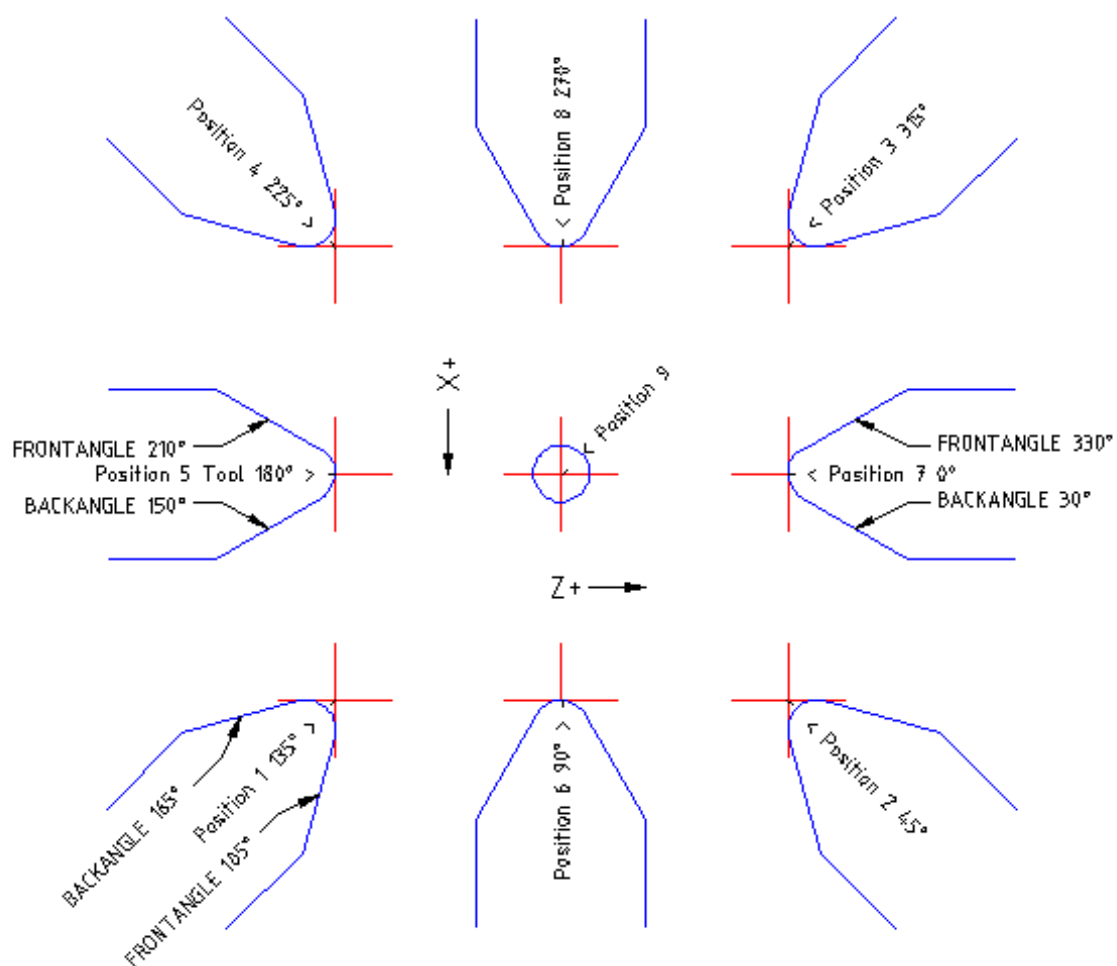 Position 4 225°
Position 8 270°
Position 3 315°
X+
Position 9
FRONTANGLE 210°
Position 5 Tool 180°
BACKANGLE 150°
FRONTANGLE 330°
Position 7 0°
BACKANGLE 30°
Z+
BACKANGLE 165°
Position 1 135°
FRONTANGLE 105°
Position 6 90°
Position 2 45°